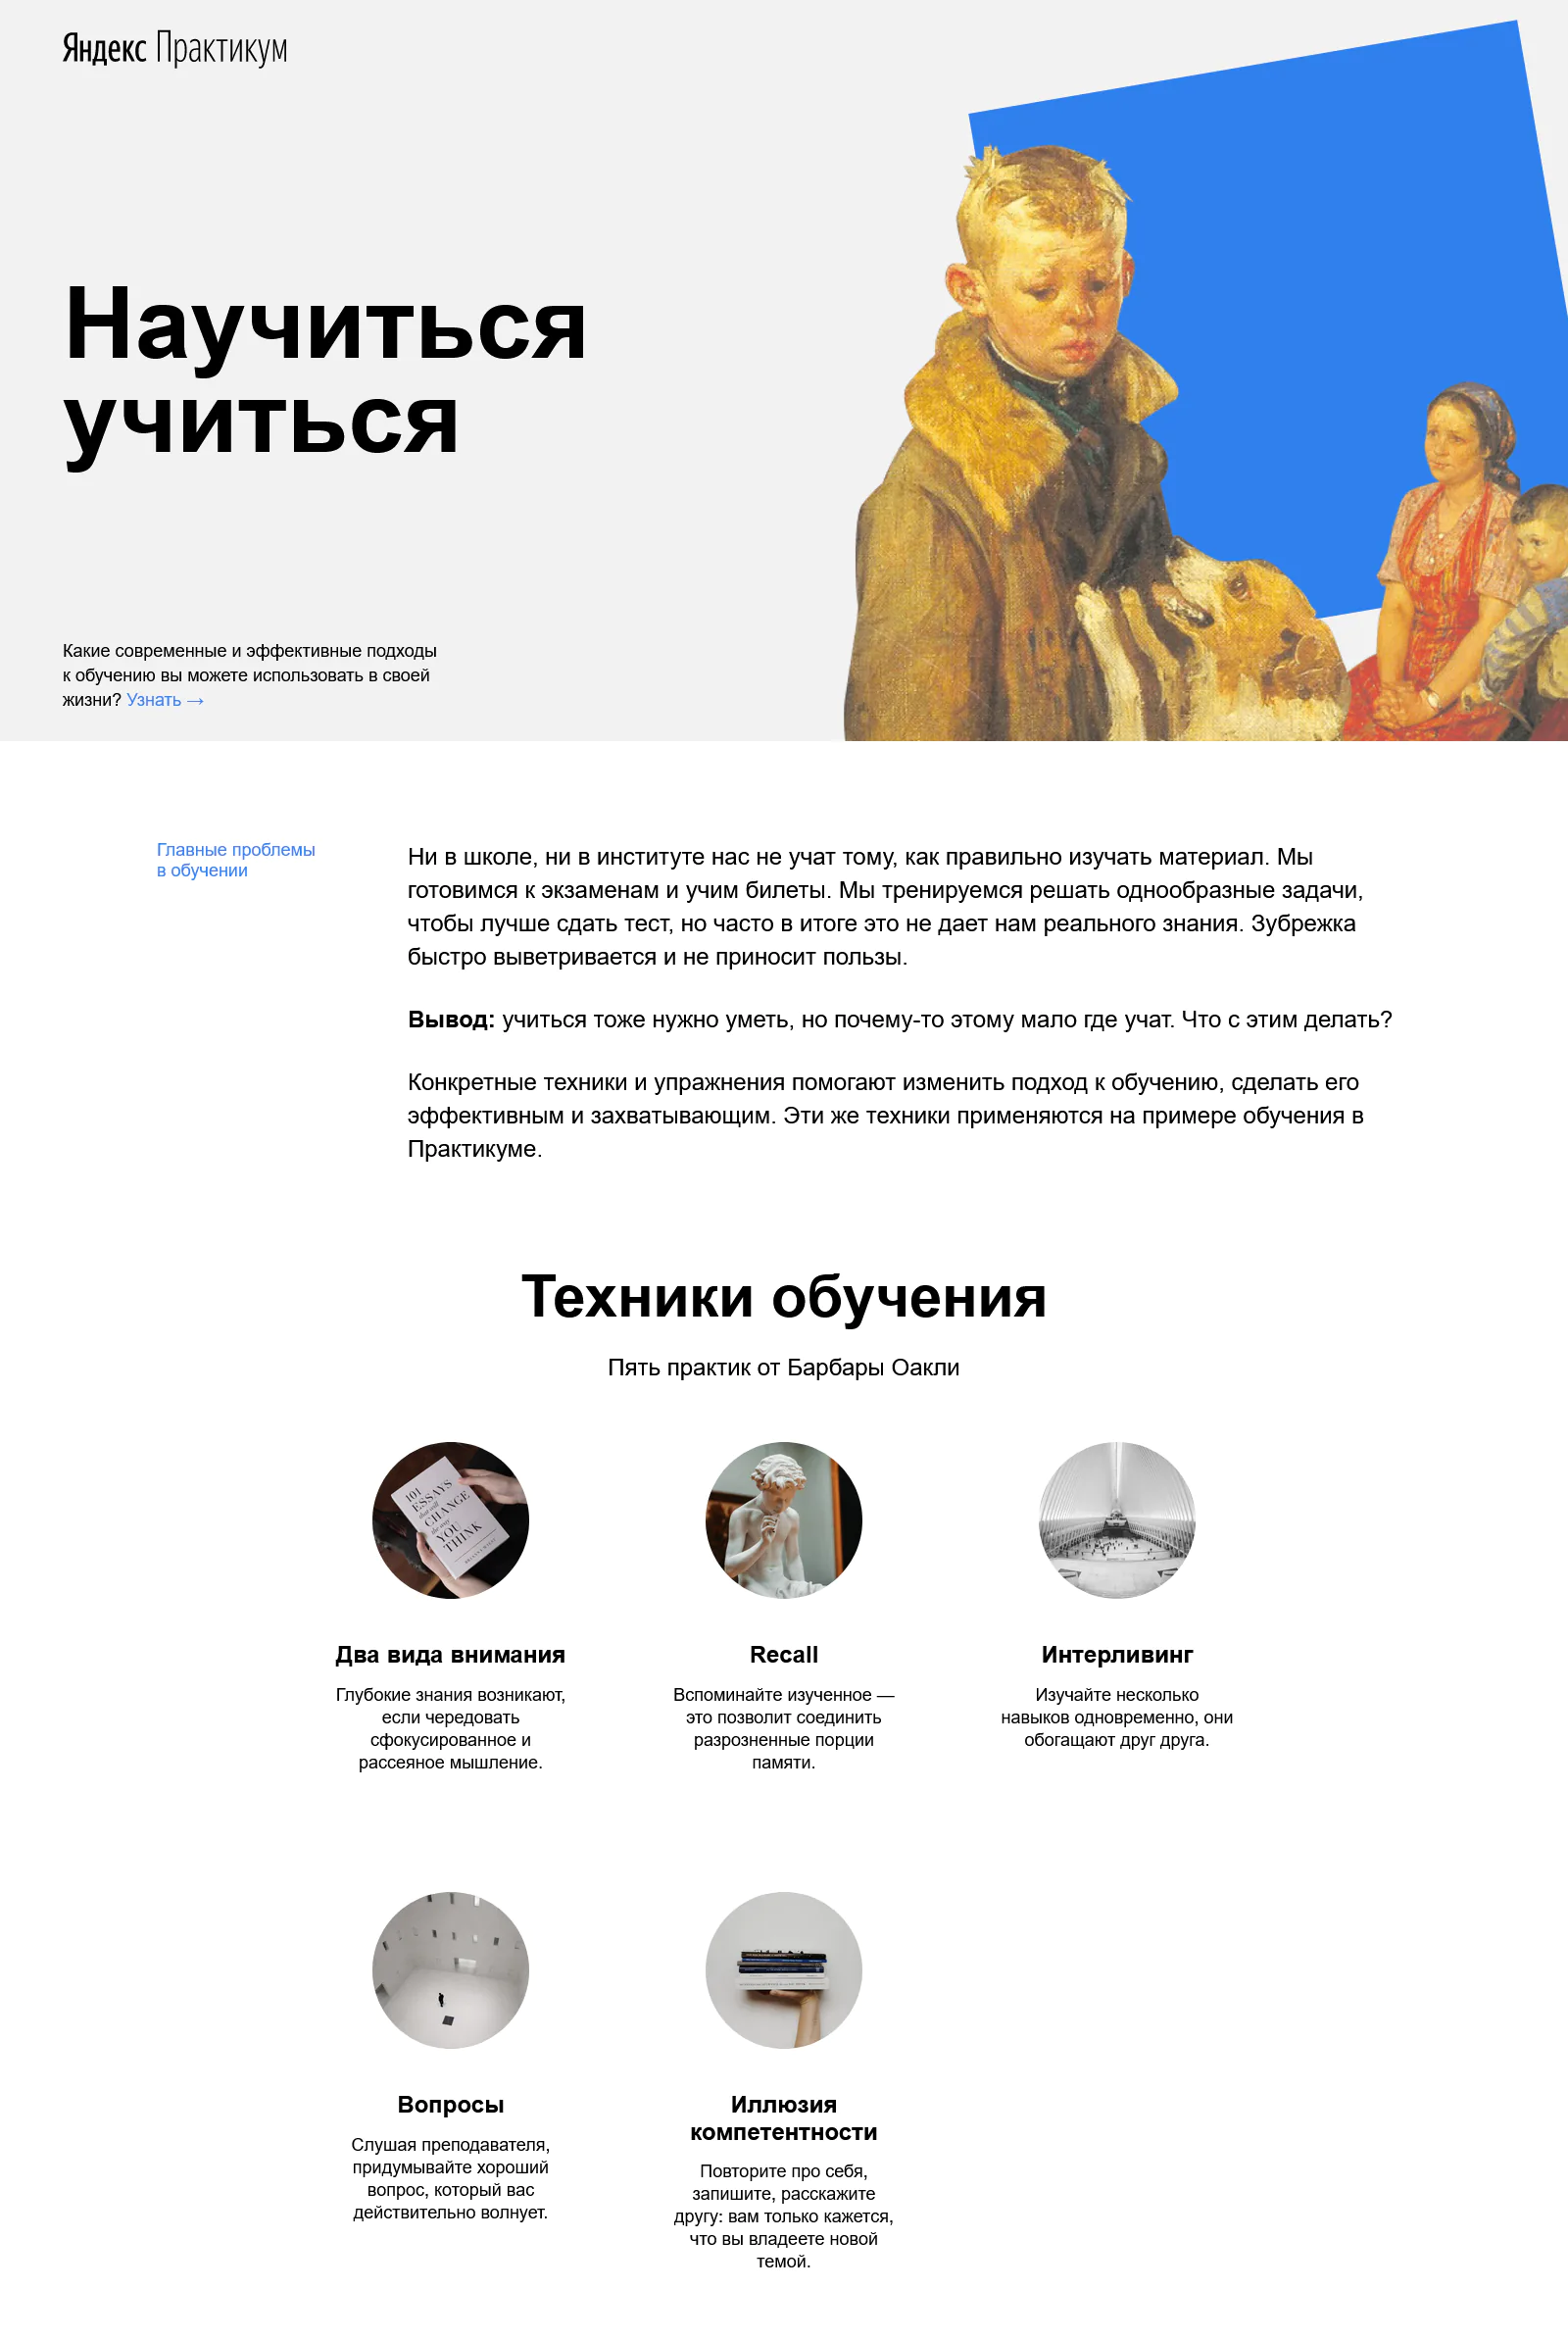 Яндекс Практикум
Научиться
учиться
Какие современные и эффективные подходы
к обучению вы можете использовать в своей
жизни? Узнать →
Главные проблемы
в обучении
Ни в школе, ни в институте нас не учат тому, как правильно изучать материал. Мы
готовимся к экзаменам и учим билеты. Мы тренируемся решать однообразные задачи,
чтобы лучше сдать тест, но часто в итоге это не дает нам реального знания. Зубрежка
быстро выветривается и не приносит пользы.
Вывод: учиться тоже нужно уметь, но почему-то этому мало где учат. Что с этим делать?
Конкретные техники и упражнения помогают изменить подход к обучению, сделать его
эффективным и захватывающим. Эти же техники применяются на примере обучения в
Практикуме.
Техники обучения
Пять практик от Барбары Оакли
101
ESSAYS
that will
CHANGE
the way
YOU
THINK
Два вида внимания
Глубокие знания возникают,
если чередовать
сфокусированное и
рассеяное мышление.
Recall
Вспоминайте изученное —
это позволит соединить
разрозненные порции
памяти.
Интерливинг
Изучайте несколько
навыков одновременно, они
обогащают друг друга.
Вопросы
Слушая преподавателя,
придумывайте хороший
вопрос, который вас
действительно волнует.
Иллюзия
компетентности
Повторите про себя,
запишите, расскажите
другу: вам только кажется,
что вы владеете новой
темой.